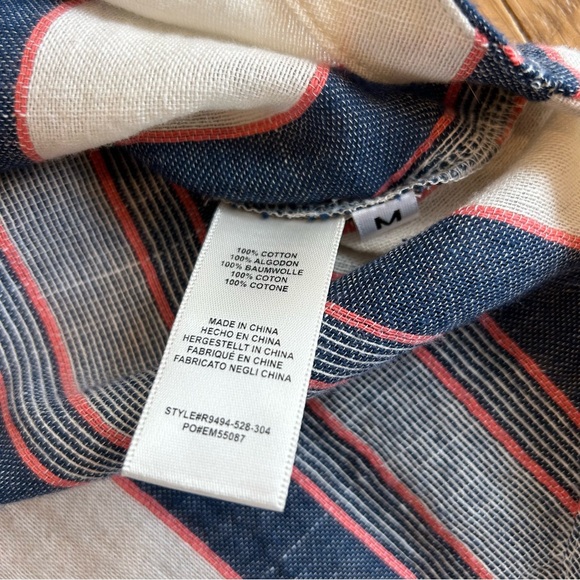 M
100% COTTON
100% ALGODON
100% BAUMWOLLE
100% COTON
100% COTONE
MADE IN CHINA
HECHO EN CHINA
HERGESTELLT IN CHINA
FABRIQUÉ EN CHINE
FABRICATO NEGLI CHINA
STYLE#R9494-528-304
PO#EM55087